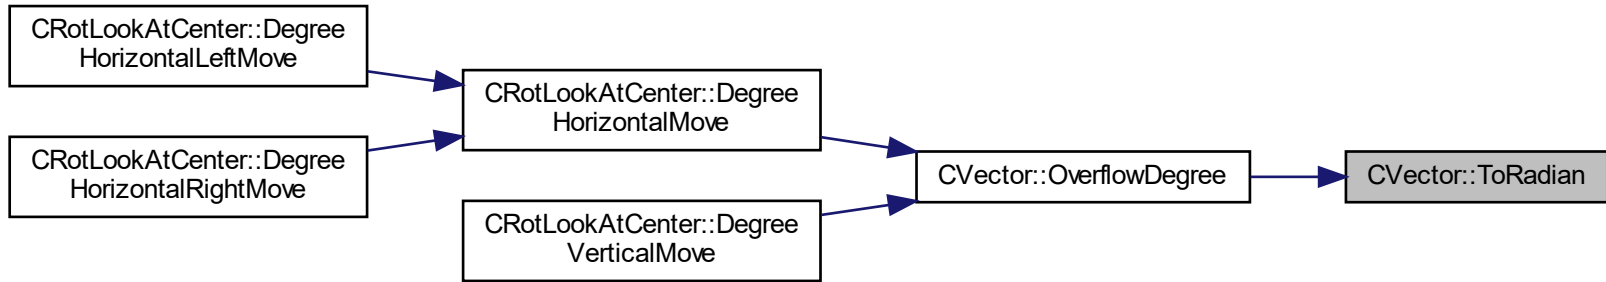 CRotLookAtCenter::Degree
HorizontalLeftMove
CRotLookAtCenter::Degree
HorizontalRightMove
CRotLookAtCenter::Degree
HorizontalMove
CRotLookAtCenter::Degree
VerticalMove
CVector::OverflowDegree
CVector::ToRadian